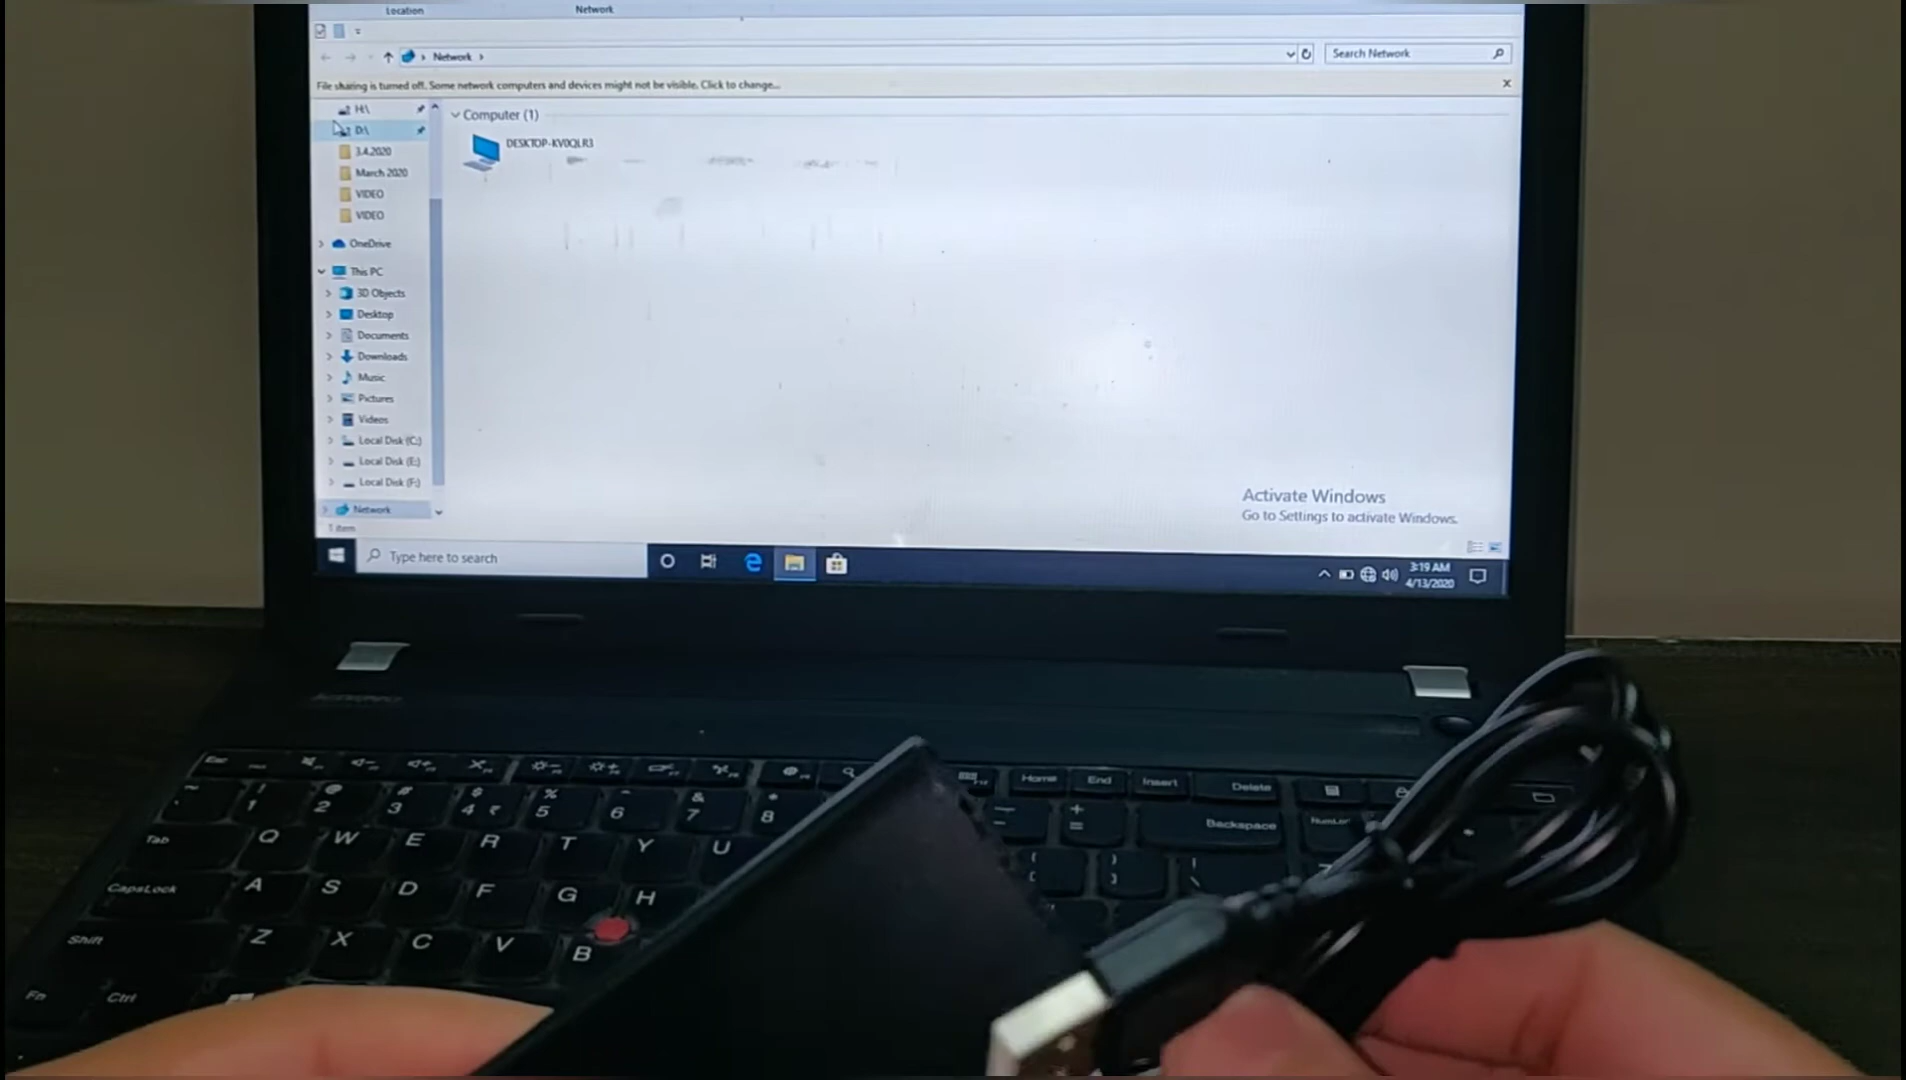 Location Network
Network
Search Network
File sharing is turned off. Some network computers and devices might not be visible. Click to change...
H:\
D:\
3.4.2020
March 2020
VIDEO
VIDEO
OneDrive
This PC
3D Objects
Desktop
Documents
Downloads
Music
Pictures
Videos
Local Disk (C:)
Local Disk (E:)
Local Disk (F:)
Network
1 item
Computer (1)
DESKTOP-KV0QLR3
Activate Windows
Go to Settings to activate Windows.
Type here to search
3:19 AM
4/13/2020
Esc Home End Insert Delete
~ ! 1 @ 2 # 3 $ 4 ₹ % 5 ^ 6 & 7 * 8 — - + = Backspace NumLk
Tab Q W E R T Y U { [ } ] | \ 7
CapsLock A S D F G H
Shift Z X C V B
Fn Ctrl